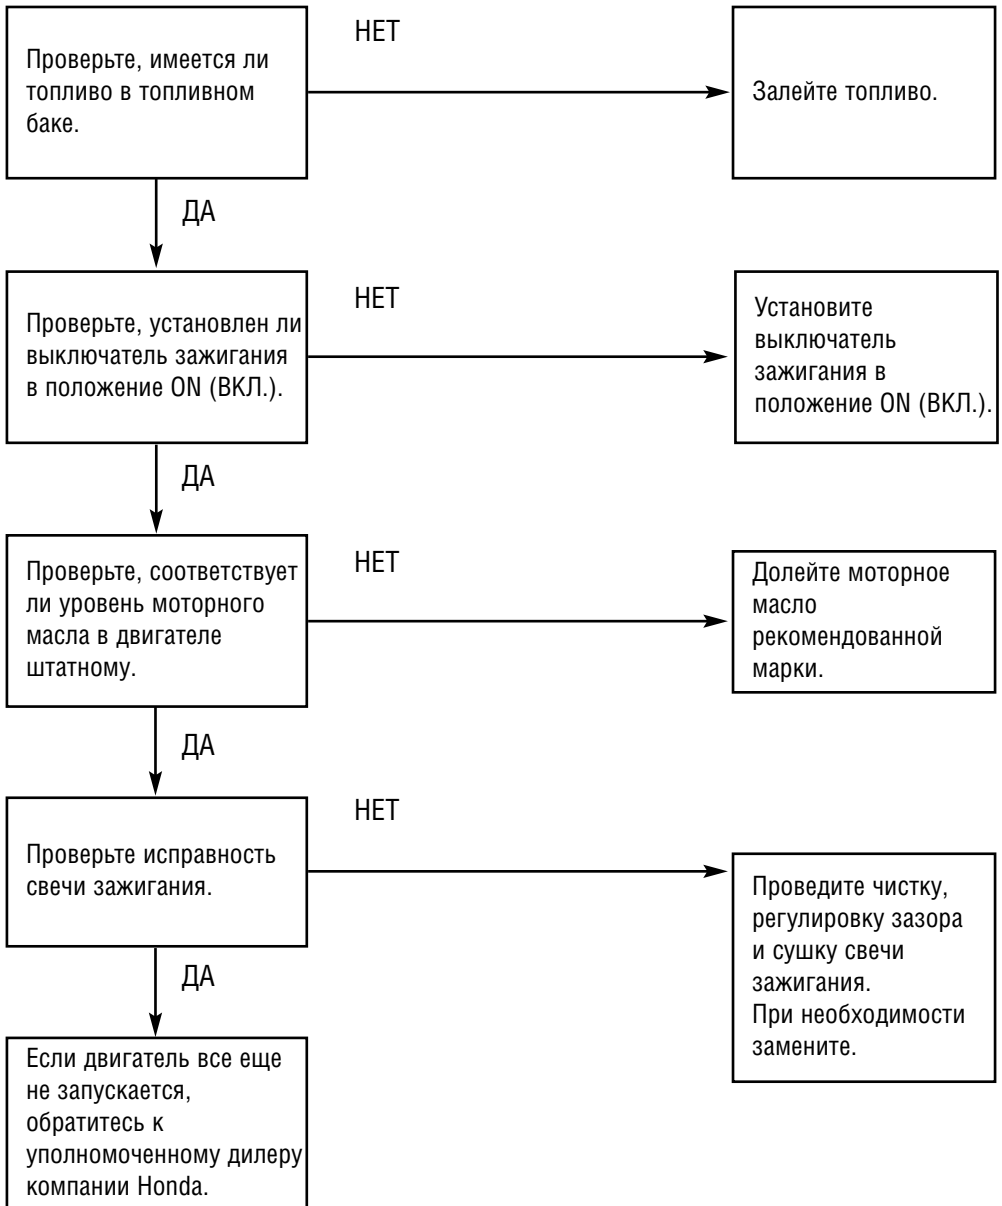 Проверьте, имеется ли
топливо в топливном
баке.
НЕТ
Залейте топливо.
ДА
Проверьте, установлен ли
выключатель зажигания
в положение ON (ВКЛ.).
НЕТ
Установите
выключатель
зажигания в
положение ON (ВКЛ.).
ДА
Проверьте, соответствует
ли уровень моторного
масла в двигателе
штатному.
НЕТ
Долейте моторное
масло
рекомендованной
марки.
ДА
Проверьте исправность
свечи зажигания.
НЕТ
Проведите чистку,
регулировку зазора
и сушку свечи
зажигания.
При необходимости
замените.
ДА
Если двигатель все еще
не запускается,
обратитесь к
уполномоченному дилеру
компании Honda.